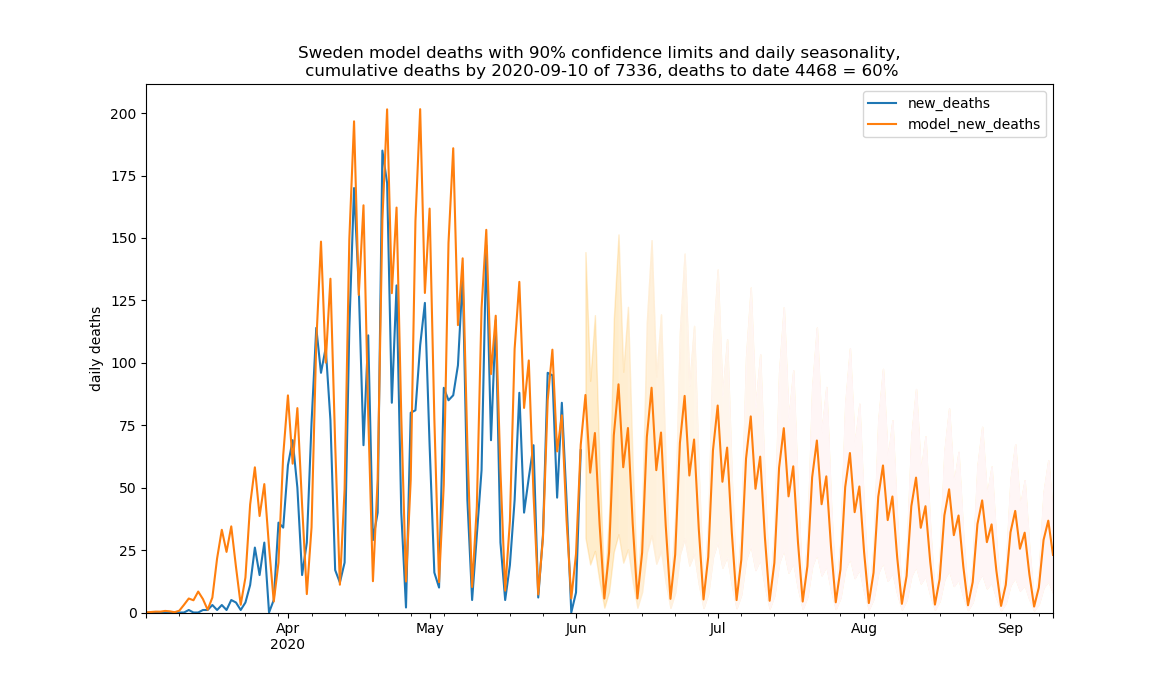 Sweden model deaths with 90% confidence limits and daily seasonality,
cumulative deaths by 2020-09-10 of 7336, deaths to date 4468 = 60%
new_deaths
model_new_deaths
200
175
150
125
100
75
50
25
0
daily deaths
Apr
2020
May
Jun
Jul
Aug
Sep